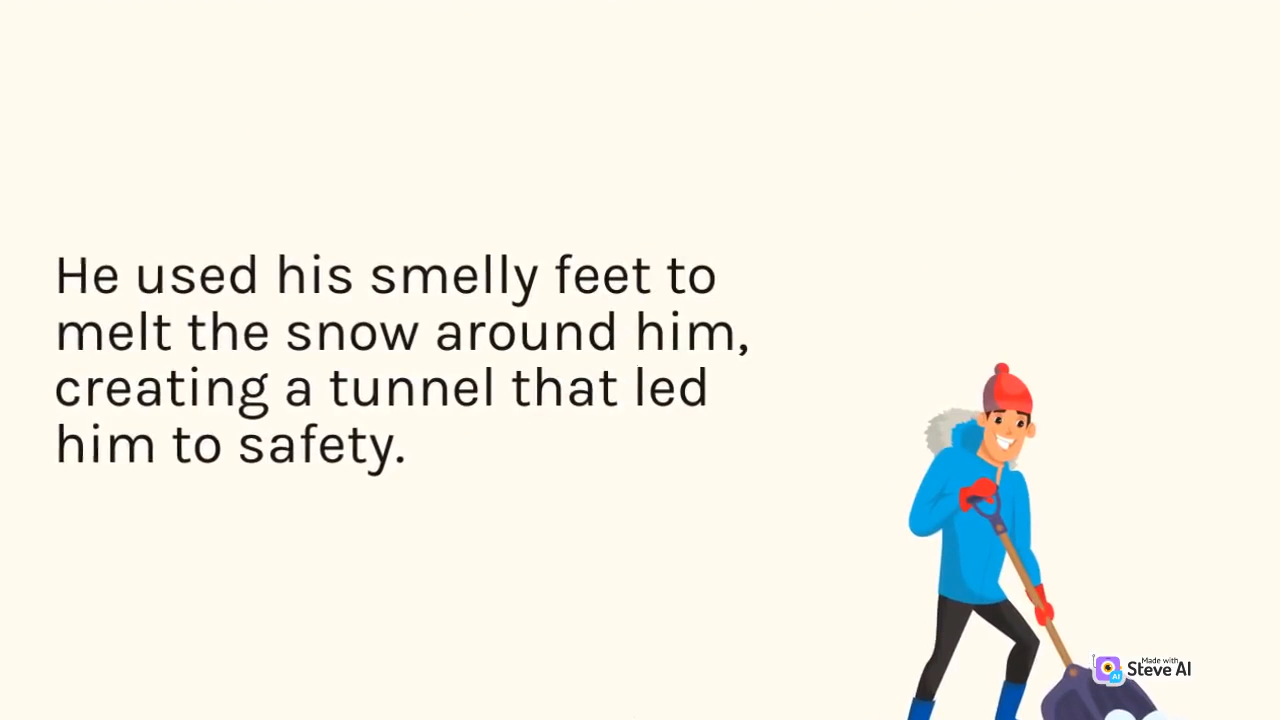 He used his smelly feet to
melt the snow around him,
creating a tunnel that led
him to safety.
Made with
Steve AI
AI